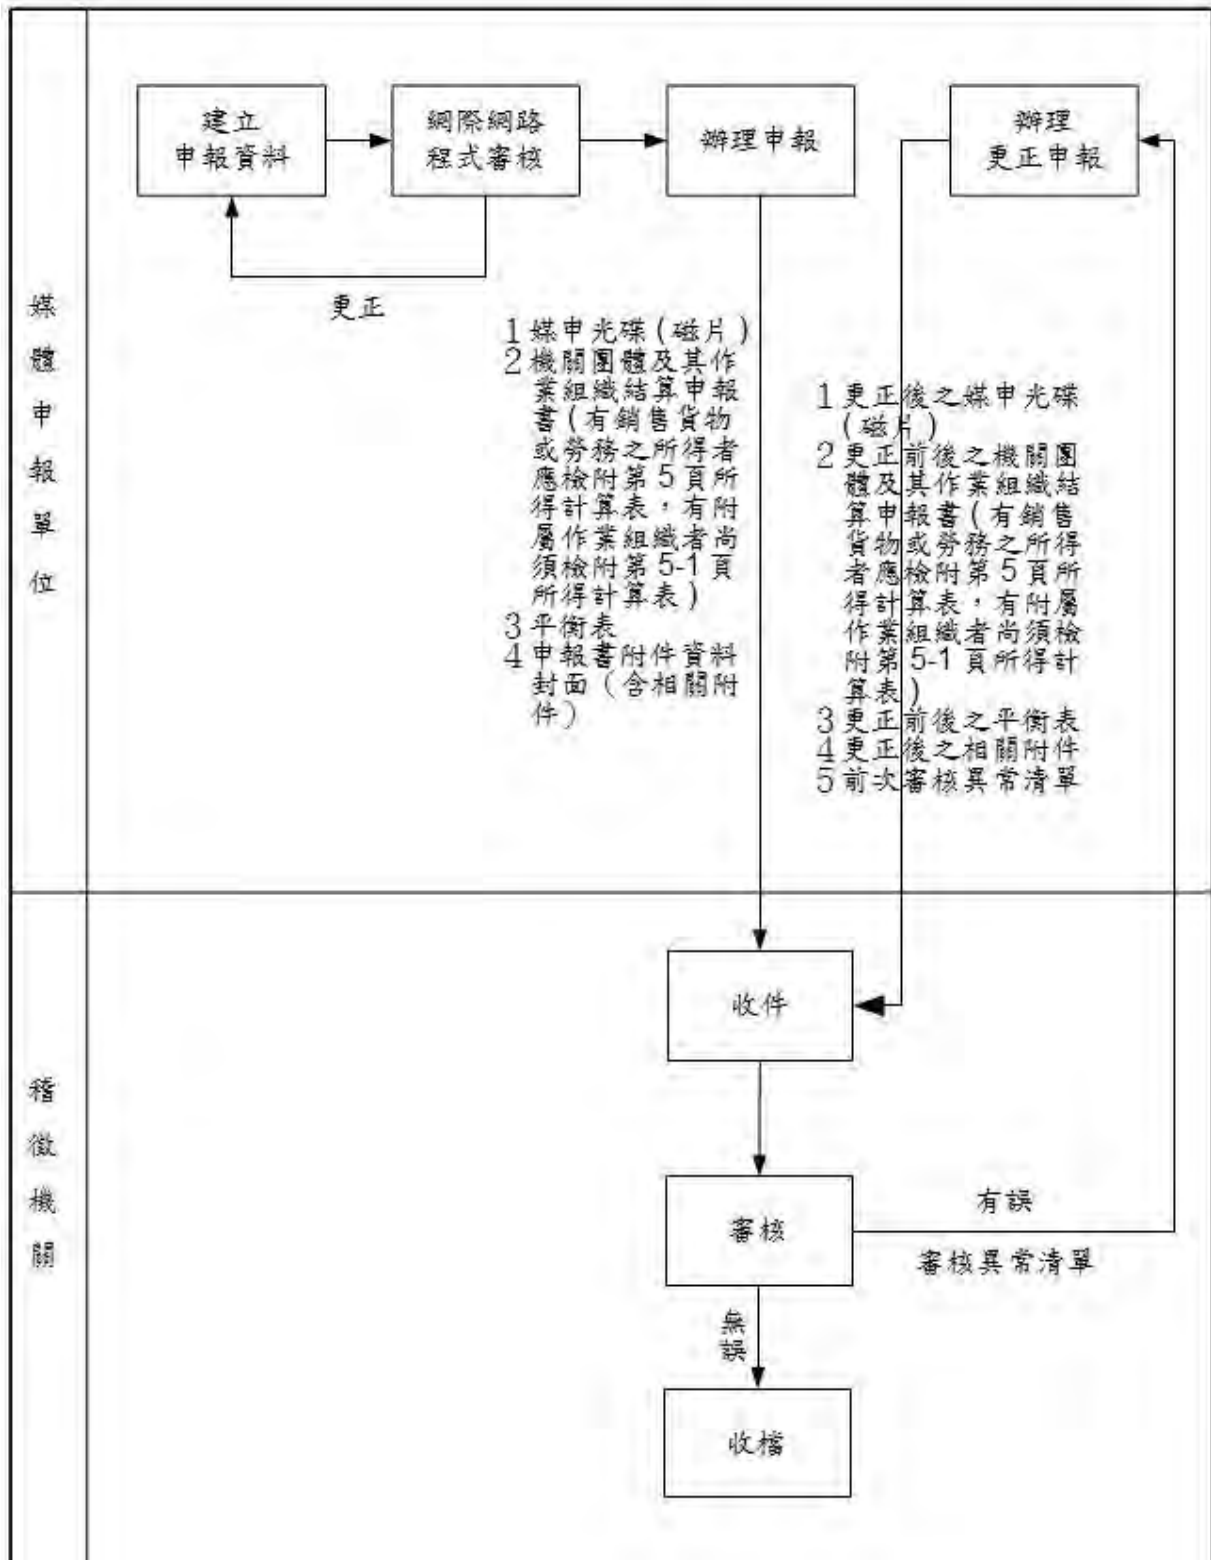 媒體申報單位
建立
申報資料
網際網路
程式審核
辦理申報
辦理
更正申報
更正
1 媒申光碟(磁片)
2 機關團體及其作
業組織結算申報
書(有銷售貨物
或勞務之所得者
應檢附第5頁所
得計算表，有附
屬作業組織者尚
須檢附第5-1頁
所得計算表)
3 平衡表
4 申報書附件資料
封面(含相關附
件)
1 更正後之媒申光碟
(磁片)
2 更正前後之機關團
體及其作業組織結
算申報書(有銷售
貨物或勞務之所得
者應檢附第5頁所
得計算表，有附屬
作業組織者尚須檢
附第5-1頁所得計
算表)
3 更正前後之平衡表
4 更正後之相關附件
5 前次審核異常清單
稽徵機關
收件
審核
有誤
審核異常清單
無誤
收檔